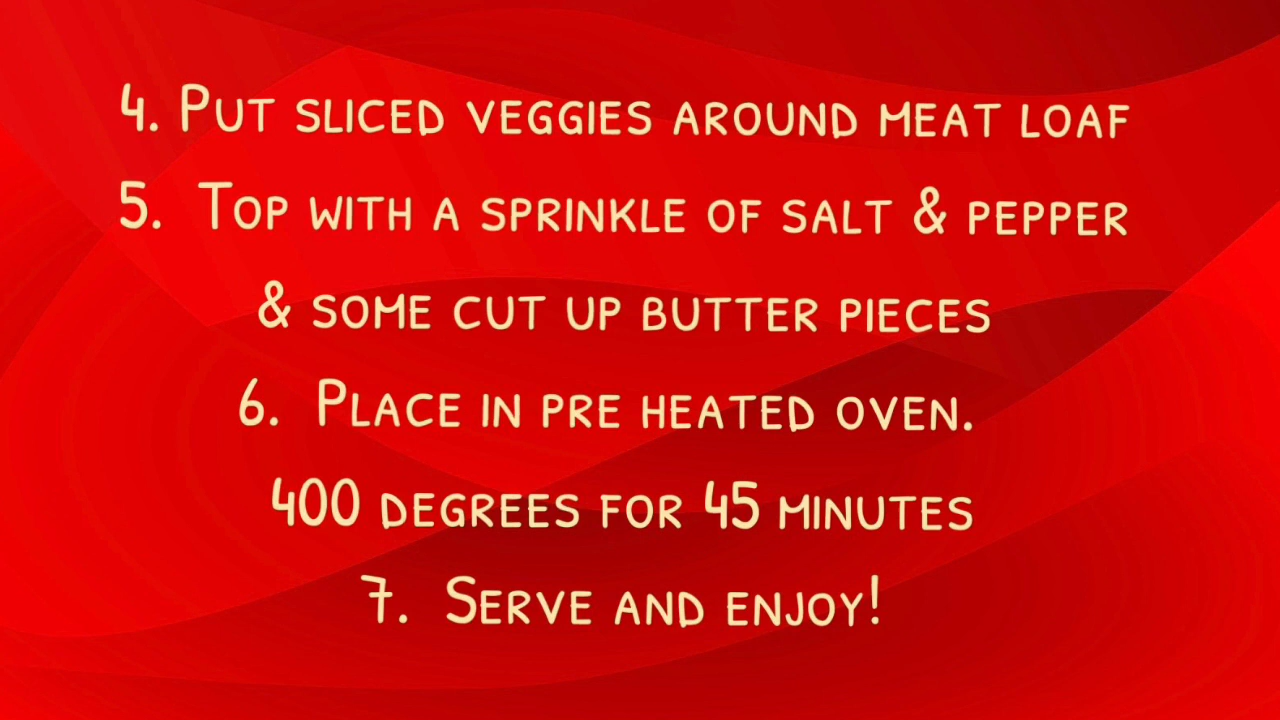 4. Put sliced veggies around meat loaf
5. Top with a sprinkle of salt & pepper
& some cut up butter pieces
6. Place in pre heated oven.
400 degrees for 45 minutes
7. Serve and enjoy!